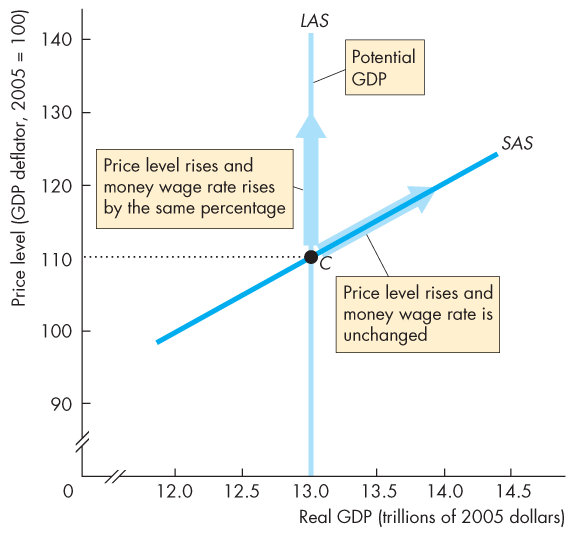 Price level (GDP deflator, 2005 = 100)
140
130
120
110
100
90
0
LAS
Potential
GDP
SAS
Price level rises and
money wage rate rises
by the same percentage
C
Price level rises and
money wage rate is
unchanged
12.0 12.5 13.0 13.5 14.0 14.5
Real GDP (trillions of 2005 dollars)